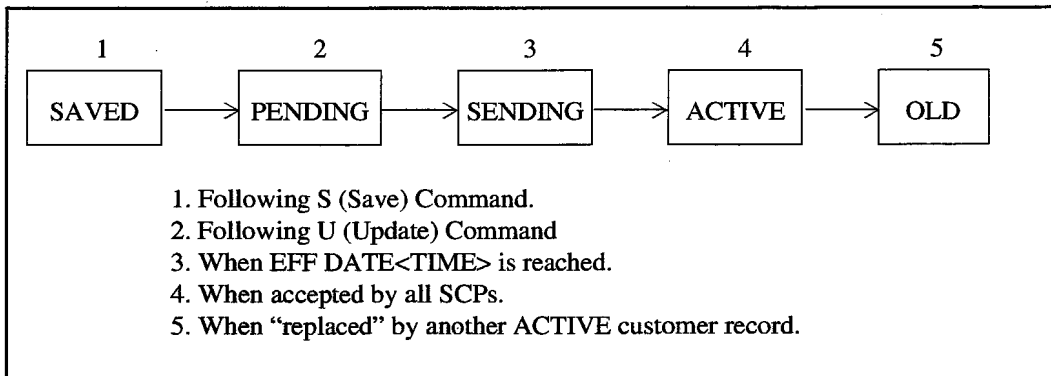 1 2 3 4 5
SAVED PENDING SENDING ACTIVE OLD
1. Following S (Save) Command.
2. Following U (Update) Command
3. When EFF DATE<TIME> is reached.
4. When accepted by all SCPs.
5. When “replaced” by another ACTIVE customer record.